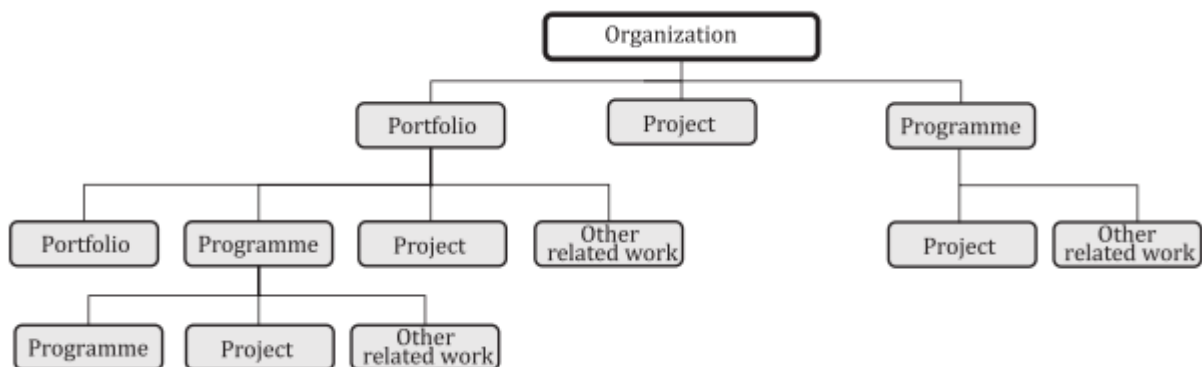 Organization
Portfolio
Project
Programme
Portfolio
Programme
Project
Other
related work
Project
Other
related work
Programme
Project
Other
related work